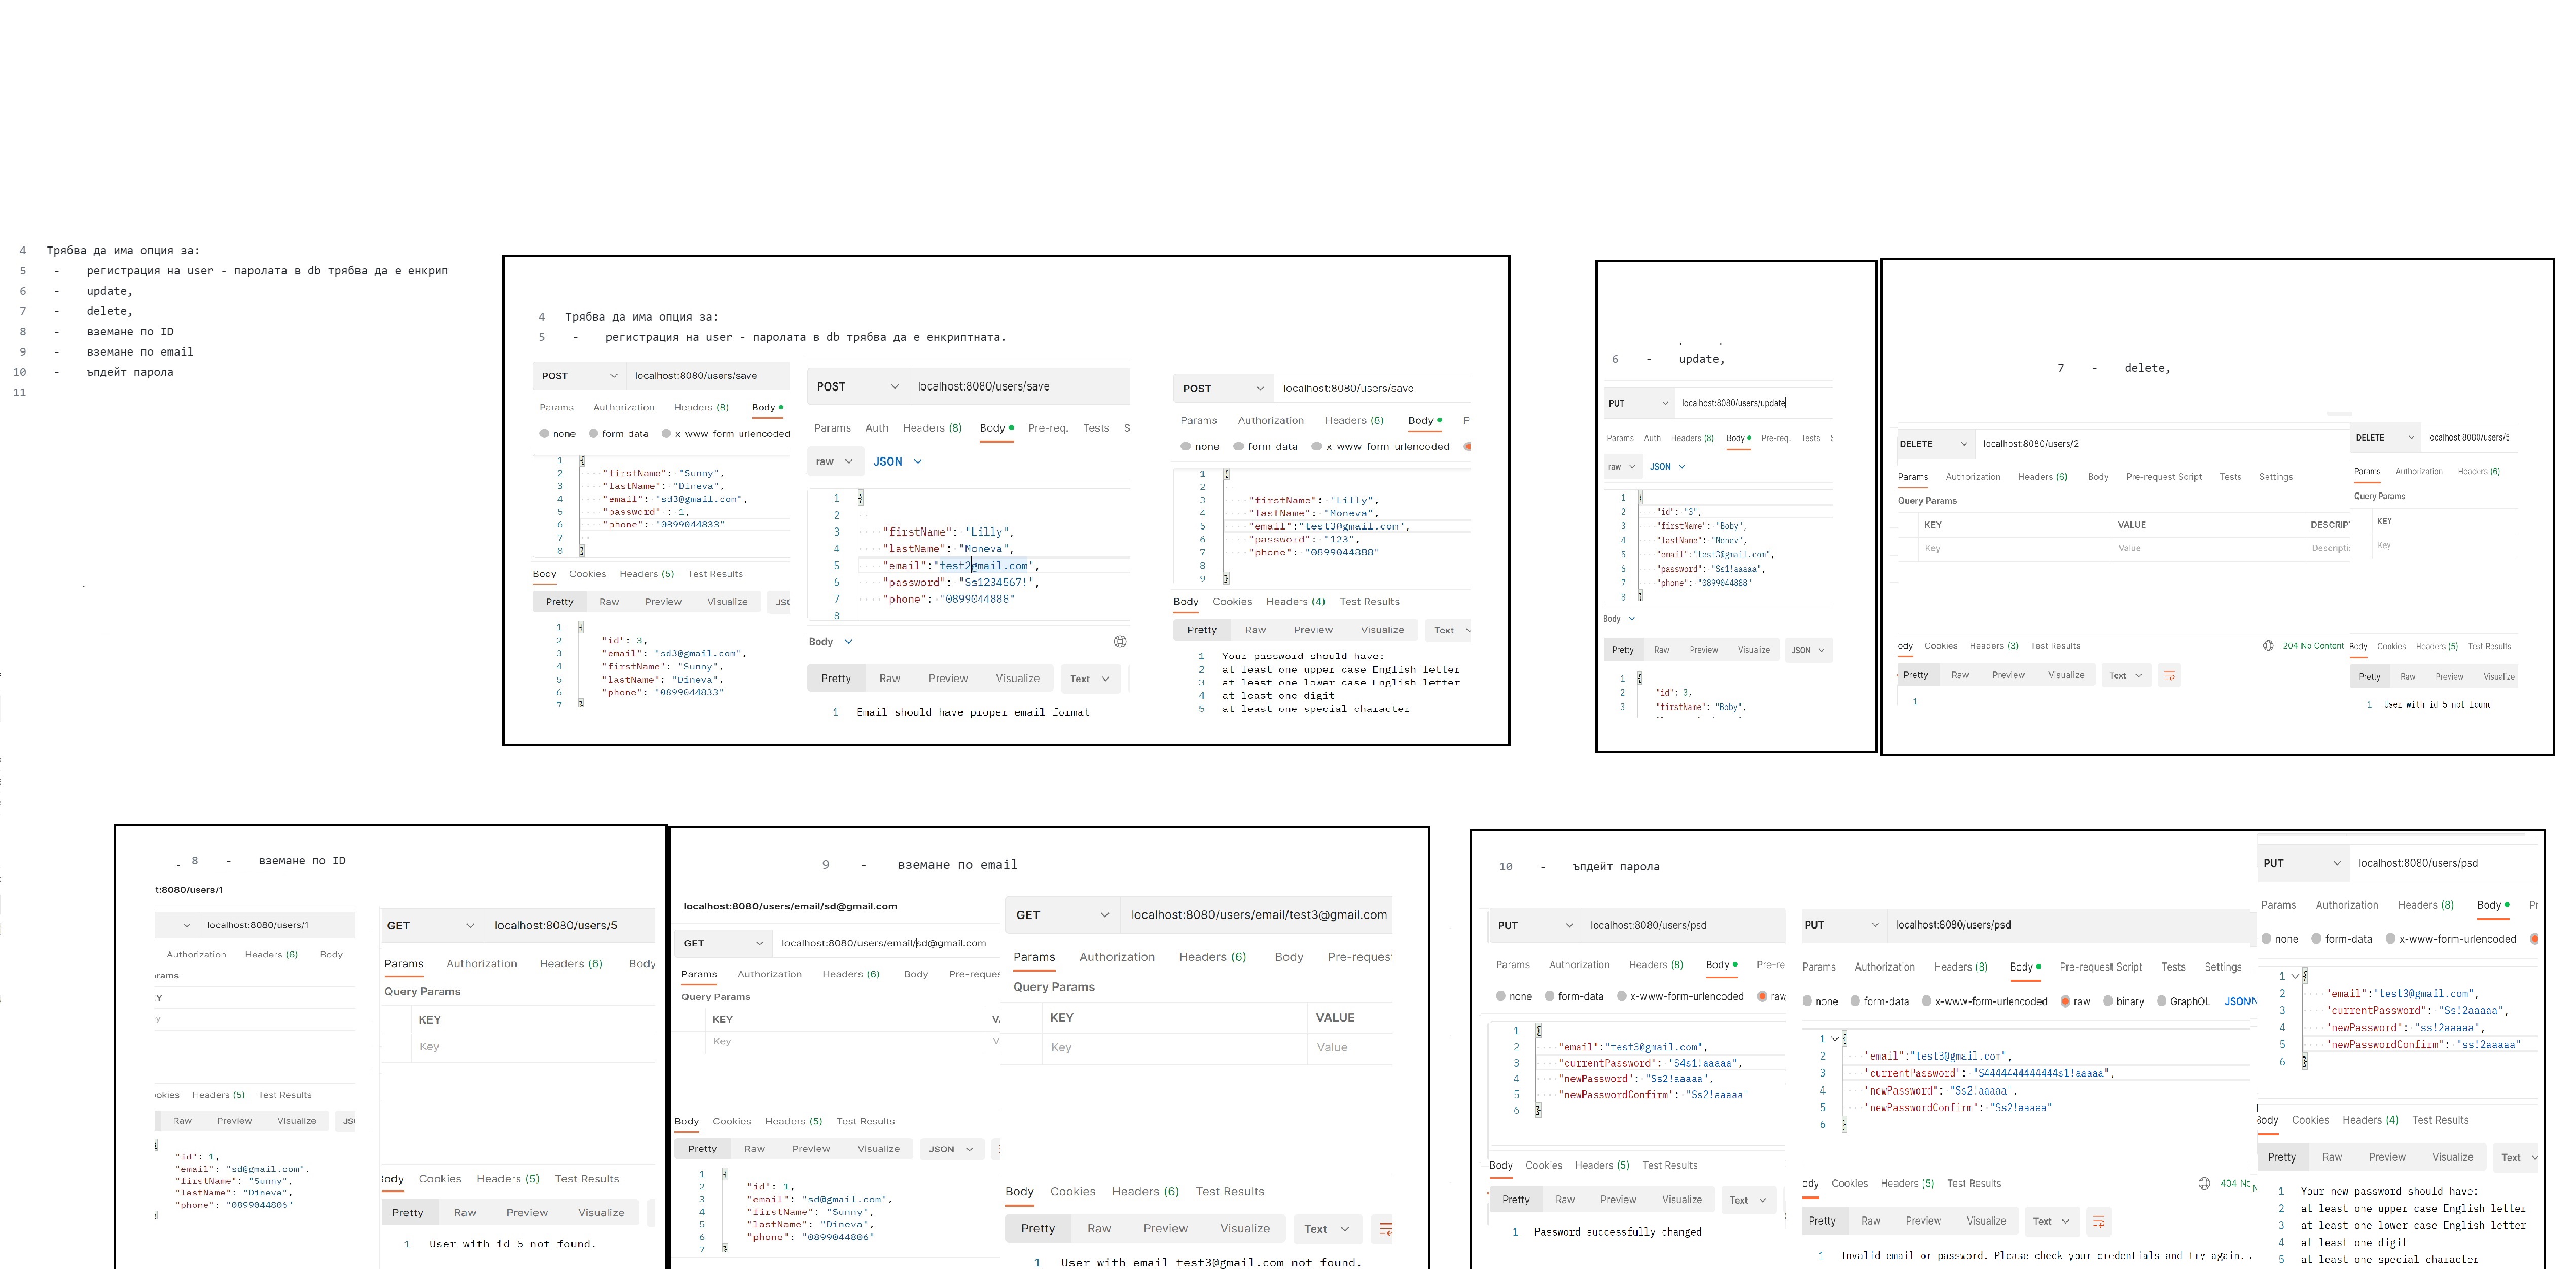 4 Трябва да има опция за:
5 - регистрация на user - паролата в db трябва да е енкрип
6 - update,
7 - delete,
8 - вземане по ID
9 - вземане по email
10 - ъпдейт парола
11
4 Трябва да има опция за:
5 - регистрация на user - паролата в db трябва да е енкриптната.
POST localhost:8080/users/save
Params Authorization Headers (8) Body
none form-data x-www-form-urlencoded
1 {
2 "firstName": "Sunny",
3 "lastName": "Dineva",
4 "email": "sd3@gmail.com",
5 "password" : 1,
6 "phone": "0899044833"
7
8 }
Body Cookies Headers (5) Test Results
Pretty Raw Preview Visualize
1 {
2 "id": 3,
3 "email": "sd3@gmail.com",
4 "firstName": "Sunny",
5 "lastName": "Dineva",
6 "phone": "0899044833"
7 }
POST localhost:8080/users/save
Params Auth Headers (8) Body Pre-req. Tests S
raw JSON
1 {
2
3 "firstName": "Lilly",
4 "lastName": "Moneva",
5 "email":"test2gmail.com",
6 "password": "Ss1234567!",
7 "phone": "0899044888"
8
Body
Pretty Raw Preview Visualize Text
1 Email should have proper email format
POST localhost:8080/users/save
Params Authorization Headers (8) Body P
none form-data x-www-form-urlencoded
1 {
2
3 "firstName": "Lilly",
4 "lastName": "Moneva",
5 "email":"test3@gmail.com",
6 "password": "123",
7 "phone": "0899044888"
8
9 }
Body Cookies Headers (4) Test Results
Pretty Raw Preview Visualize Text
1 Your password should have:
2 at least one upper case English letter
3 at least one lower case English letter
4 at least one digit
5 at least one special character
6 - update,
PUT localhost:8080/users/update
Params Auth Headers (8) Body Pre-req. Tests
raw JSON
1 {
2 "id": "3",
3 "firstName": "Boby",
4 "lastName": "Monev",
5 "email":"test3@gmail.com",
6 "password": "Ss1!aaaaa",
7 "phone": "0899044888"
8 }
Body
Pretty Raw Preview Visualize JSON
1 {
2 "id": 3,
3 "firstName": "Boby",
7 - delete,
DELETE localhost:8080/users/2
Params Authorization Headers (6) Body Pre-request Script Tests Settings
Query Params
KEY VALUE DESCRIP
Key Value Descripti
ody Cookies Headers (3) Test Results 204 No Content
Pretty Raw Preview Visualize Text
1
DELETE localhost:8080/users/5
Params Authorization Headers (6)
Query Params
KEY
Key
Body Cookies Headers (5) Test Results
Pretty Raw Preview Visualize
1 User with id 5 not found
8 - вземане по ID
t:8080/users/1
localhost:8080/users/1
Authorization Headers (6) Body
rams
Y
y
ookies Headers (5) Test Results
Raw Preview Visualize
{
"id": 1,
"email": "sd@gmail.com",
"firstName": "Sunny",
"lastName": "Dineva",
"phone": "0899044806"
}
GET localhost:8080/users/5
Params Authorization Headers (6) Body
Query Params
KEY
Key
Body Cookies Headers (5) Test Results
Pretty Raw Preview Visualize
1 User with id 5 not found.
9 - вземане по email
localhost:8080/users/email/sd@gmail.com
GET localhost:8080/users/email/sd@gmail.com
Params Authorization Headers (6) Body Pre-reques
Query Params
KEY V
Key V
Body Cookies Headers (5) Test Results
Pretty Raw Preview Visualize JSON
1 {
2 "id": 1,
3 "email": "sd@gmail.com",
4 "firstName": "Sunny",
5 "lastName": "Dineva",
6 "phone": "0899044806"
7 }
GET localhost:8080/users/email/test3@gmail.com
Params Authorization Headers (6) Body Pre-request
Query Params
KEY VALUE
Key Value
Body Cookies Headers (6) Test Results
Pretty Raw Preview Visualize Text
1 User with email test3@gmail.com not found.
10 - ъпдейт парола
PUT localhost:8080/users/psd
Params Authorization Headers (8) Body Pre-re
none form-data x-www-form-urlencoded raw
1 {
2 "email":"test3@gmail.com",
3 "currentPassword": "S4s1!aaaaa",
4 "newPassword": "Ss2!aaaaa",
5 "newPasswordConfirm": "Ss2!aaaaa"
6 }
Body Cookies Headers (5) Test Results
Pretty Raw Preview Visualize Text
1 Password successfully changed
PUT localhost:8080/users/psd
Params Authorization Headers (8) Body Pre-request Script Tests Settings
none form-data x-www-form-urlencoded raw binary GraphQL JSON
1 {
2 "email":"test3@gmail.com",
3 "currentPassword": "S4444444444444s1!aaaaa",
4 "newPassword": "Ss2!aaaaa",
5 "newPasswordConfirm": "Ss2!aaaaa"
6 }
ody Cookies Headers (5) Test Results 404 Nc
Pretty Raw Preview Visualize Text
1 Invalid email or password. Please check your credentials and try again.
PUT localhost:8080/users/psd
Params Authorization Headers (8) Body Pr
none form-data x-www-form-urlencoded
1 {
2 "email":"test3@gmail.com",
3 "currentPassword": "Ss!2aaaaa",
4 "newPassword": "ss!2aaaaa",
5 "newPasswordConfirm": "ss!2aaaaa"
6 }
Body Cookies Headers (4) Test Results
Pretty Raw Preview Visualize Text
1 Your new password should have:
2 at least one upper case English letter
3 at least one lower case English letter
4 at least one digit
5 at least one special character